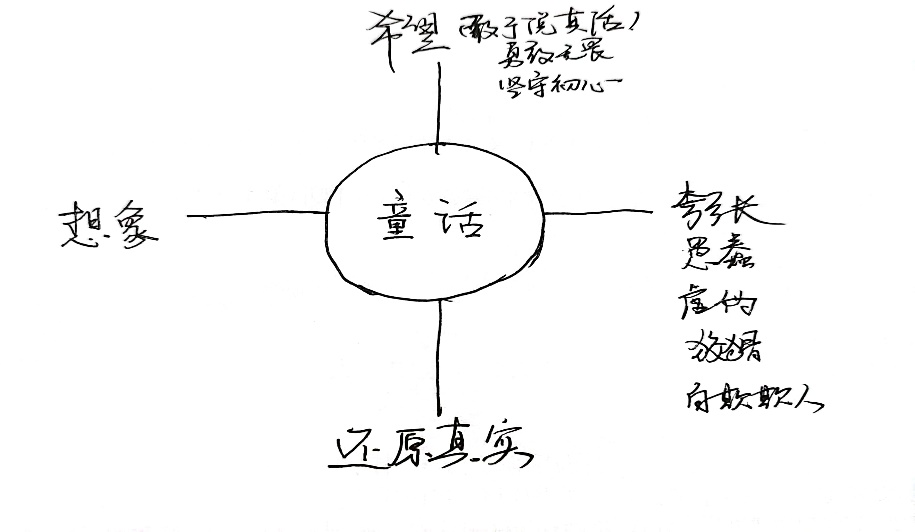 希望（敢于说真话）
勇敢无畏
坚守初心
想象
童话
夸张
愚蠢
虚伪
狡猾
自欺欺人
还原真实